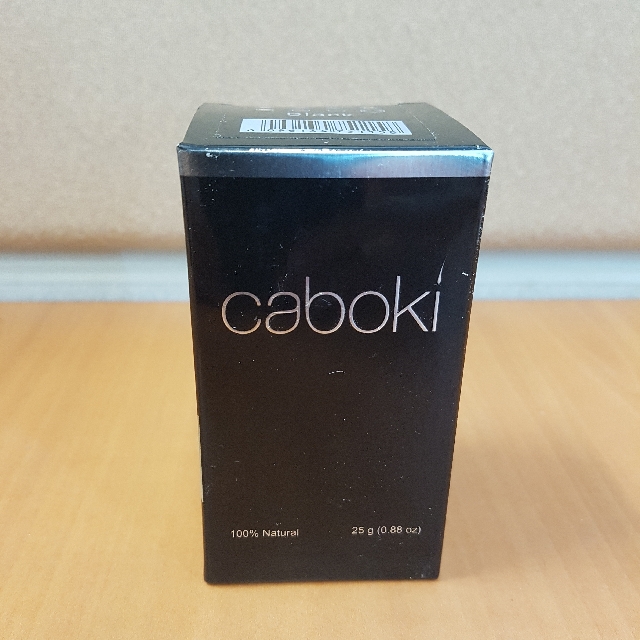 caboki
100% Natural 25 g (0.88 oz)